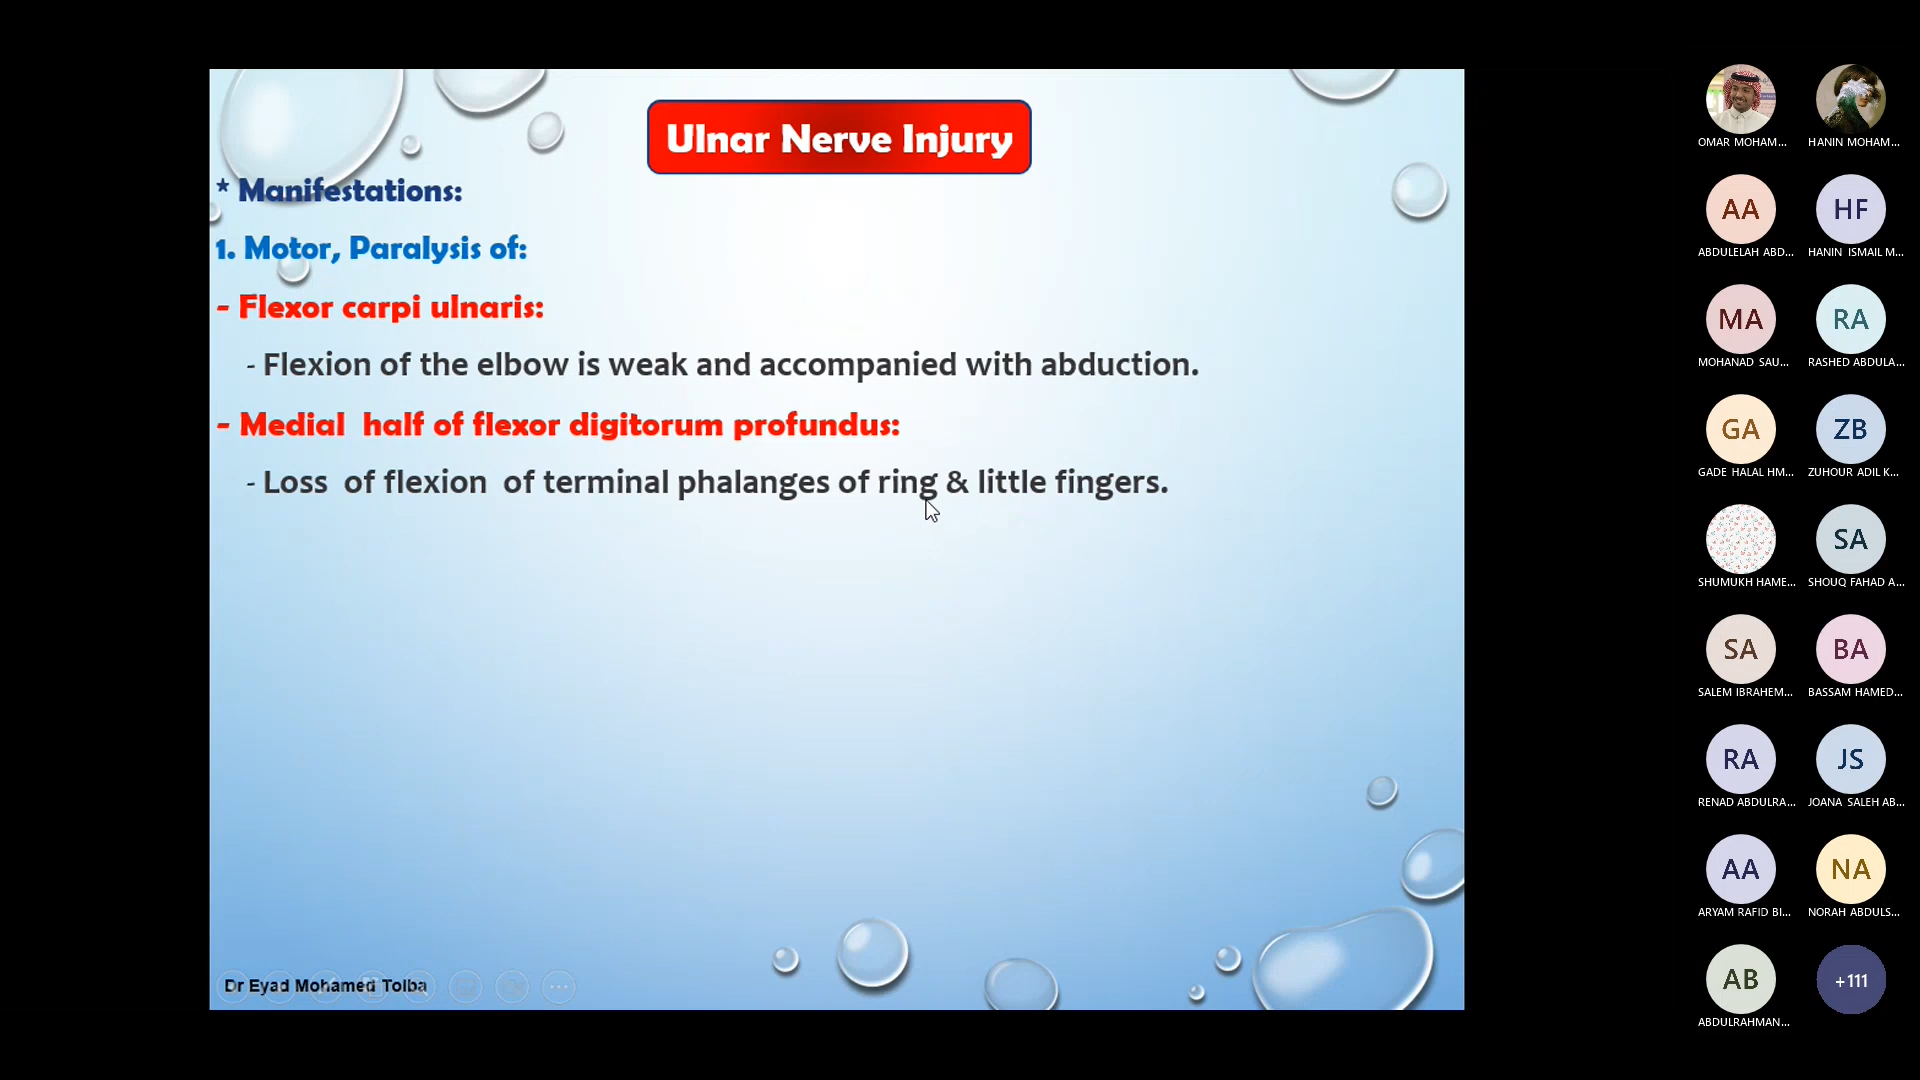 Ulnar Nerve Injury
* Manifestations:
1. Motor, Paralysis of:
- Flexor carpi ulnaris:
- Flexion of the elbow is weak and accompanied with abduction.
- Medial half of flexor digitorum profundus:
- Loss of flexion of terminal phalanges of ring & little fingers.
Dr Eyad Mohamed Tolba
OMAR MOHAM... HANIN MOHAM...
AA HF
ABDULELAH ABD... HANIN ISMAIL M...
MA RA
MOHANAD SAU... RASHED ABDULA...
GA ZB
GADE HALAL HM... ZUHOUR ADIL K...
SA
SHUMUKH HAME... SHOUQ FAHAD A...
SA BA
SALEM IBRAHEM... BASSAM HAMED...
RA JS
RENAD ABDULRA... JOANA SALEH AB...
AA NA
ARYAM RAFID BI... NORAH ABDULS...
AB +111
ABDULRAHMAN...